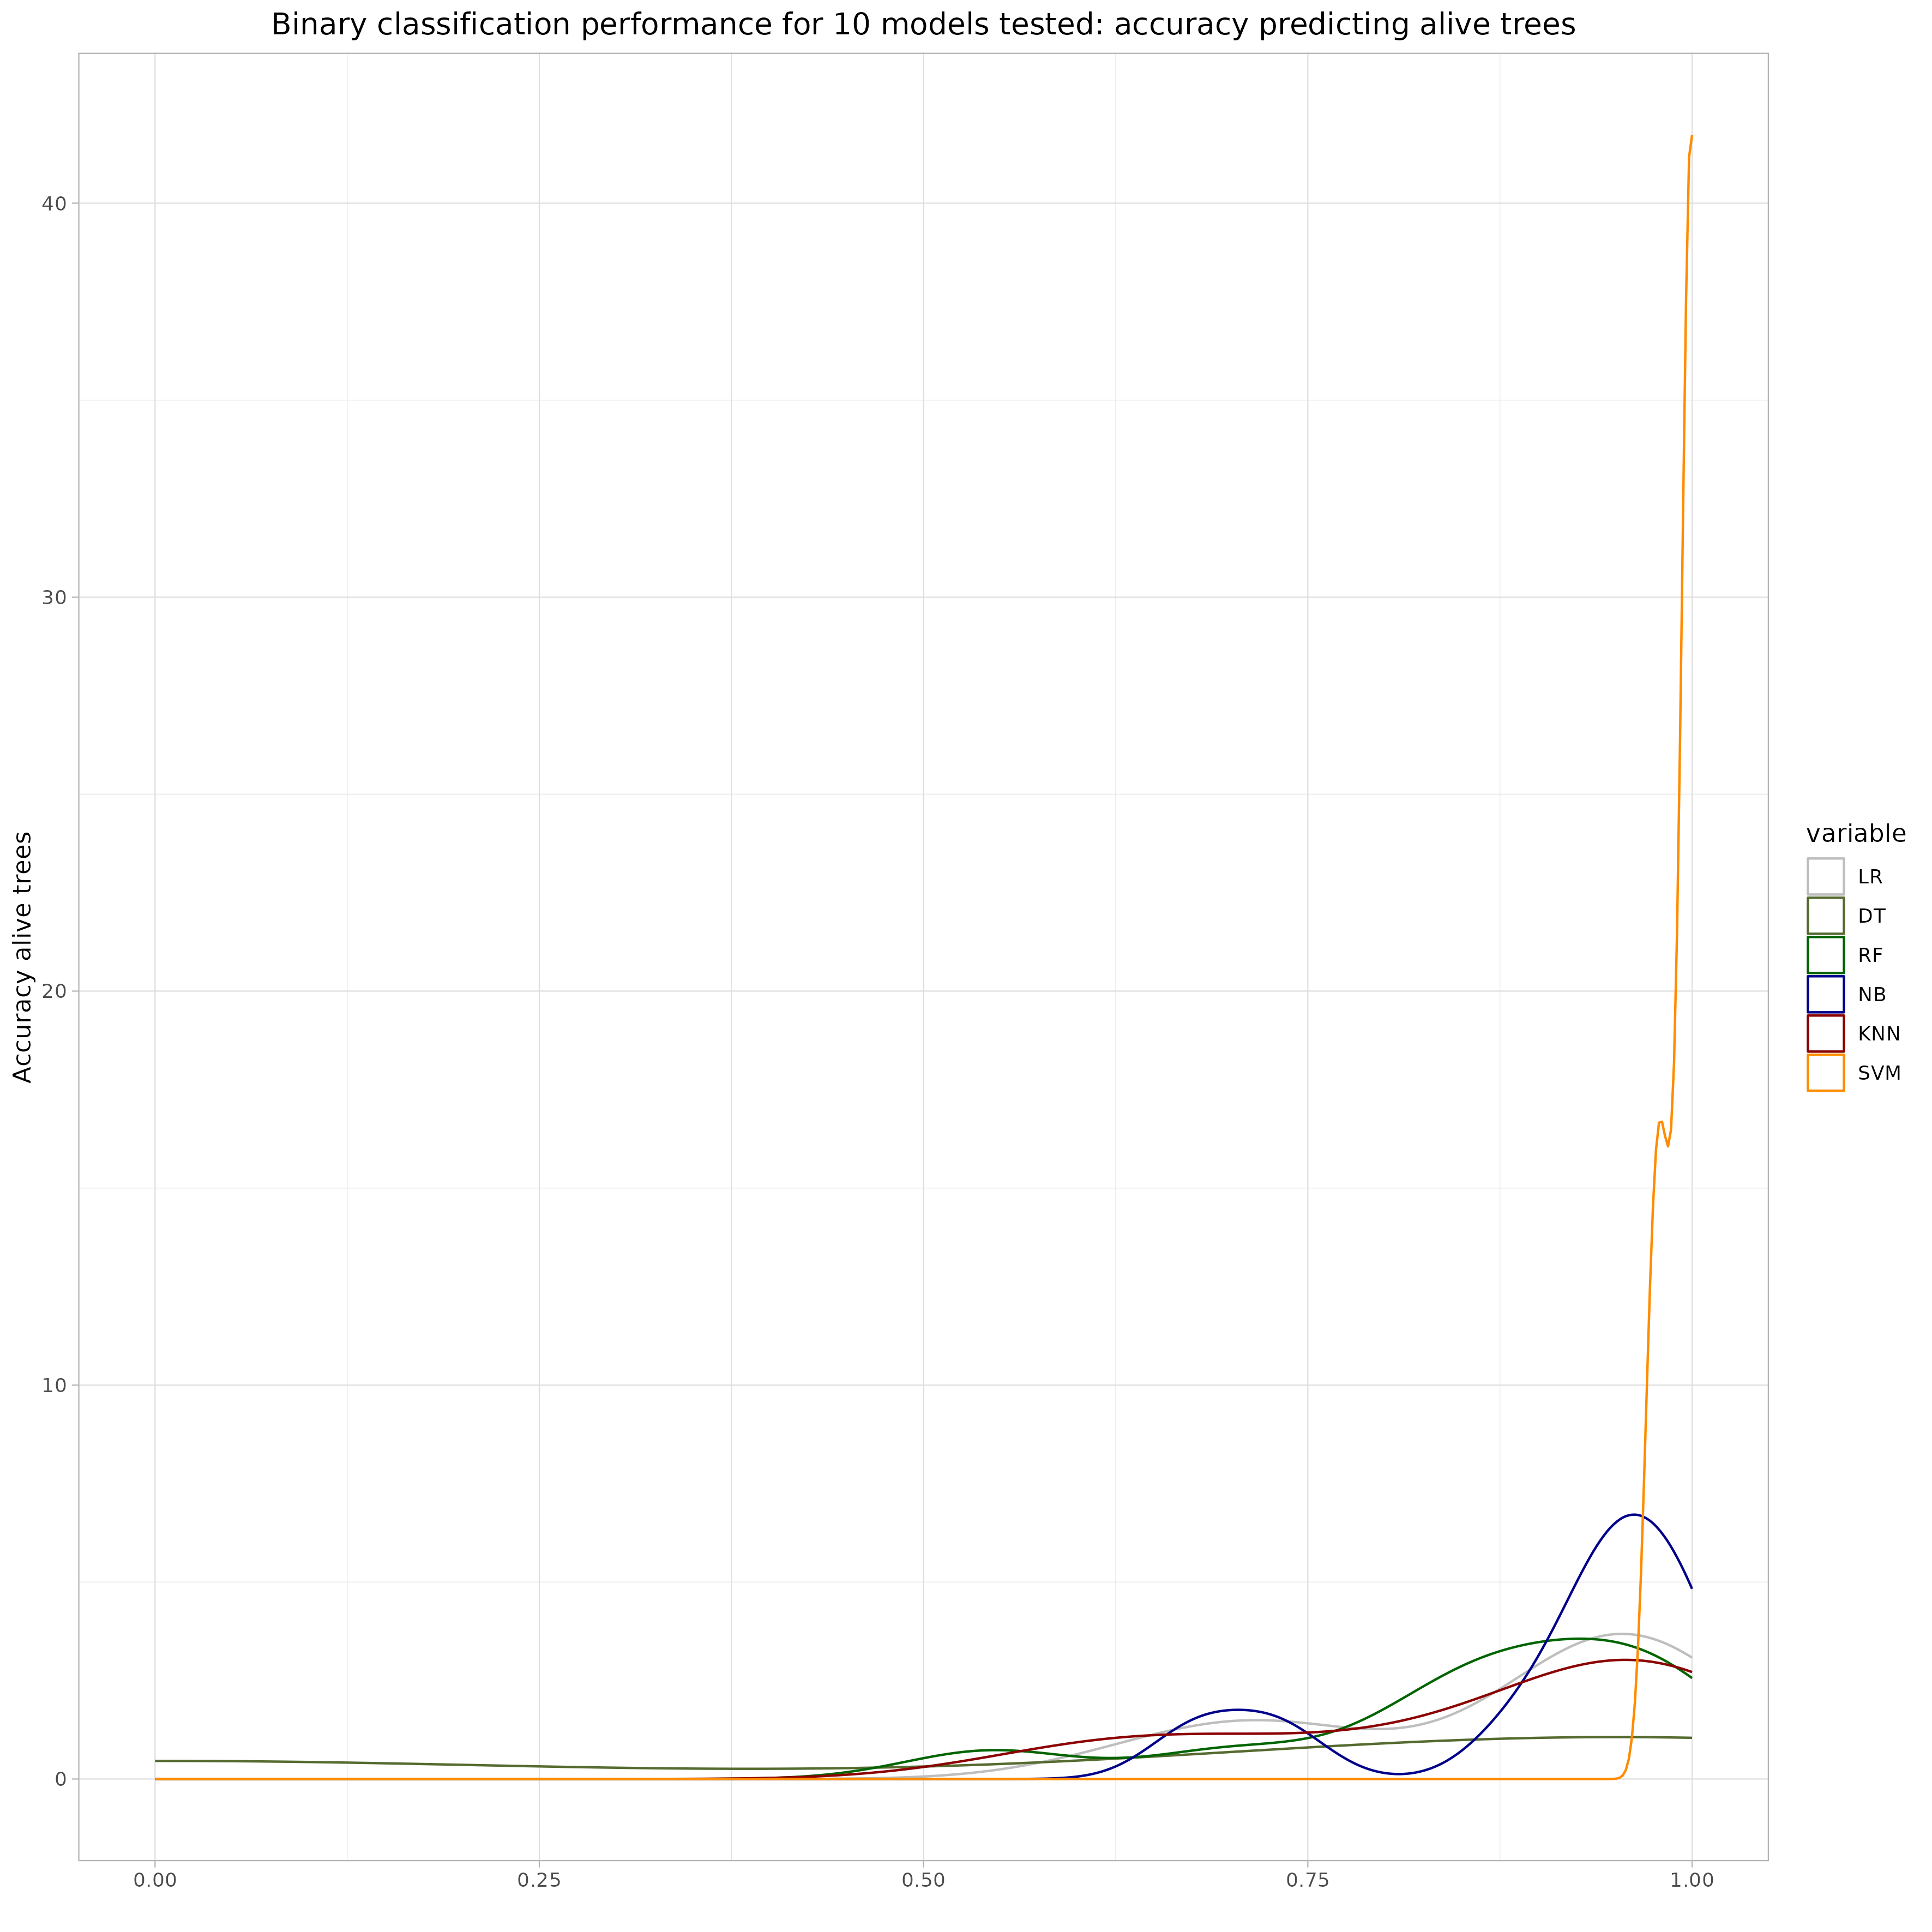 Binary classification performance for 10 models tested: accuracy predicting alive trees
40
30
20
10
0
Accuracy alive trees
0.00
0.25
0.50
0.75
1.00
variable
LR
DT
RF
NB
KNN
SVM